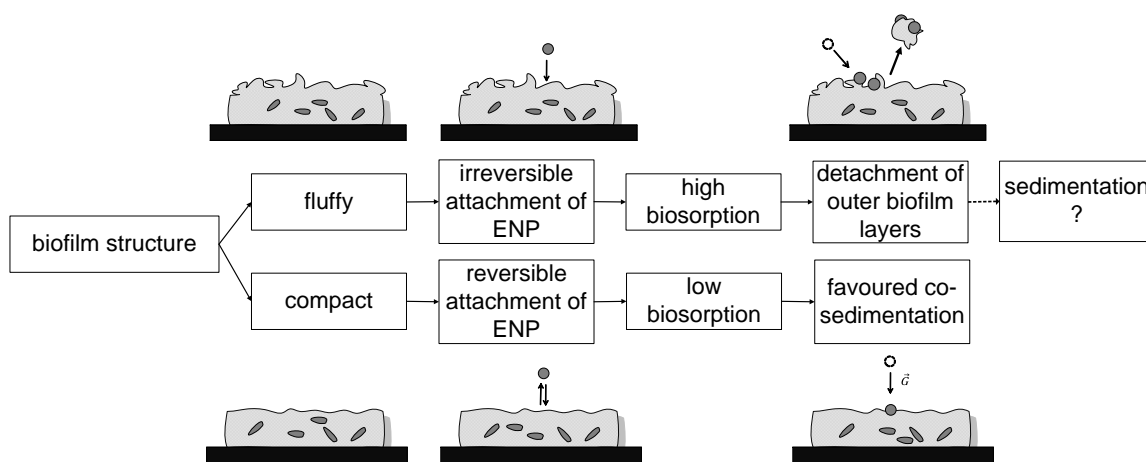 biofilm structure
fluffy
irreversible
attachment of
ENP
high
biosorption
detachment of
outer biofilm
layers
sedimentation
?
compact
reversible
attachment of
ENP
low
biosorption
favoured co-
sedimentation
G⃗